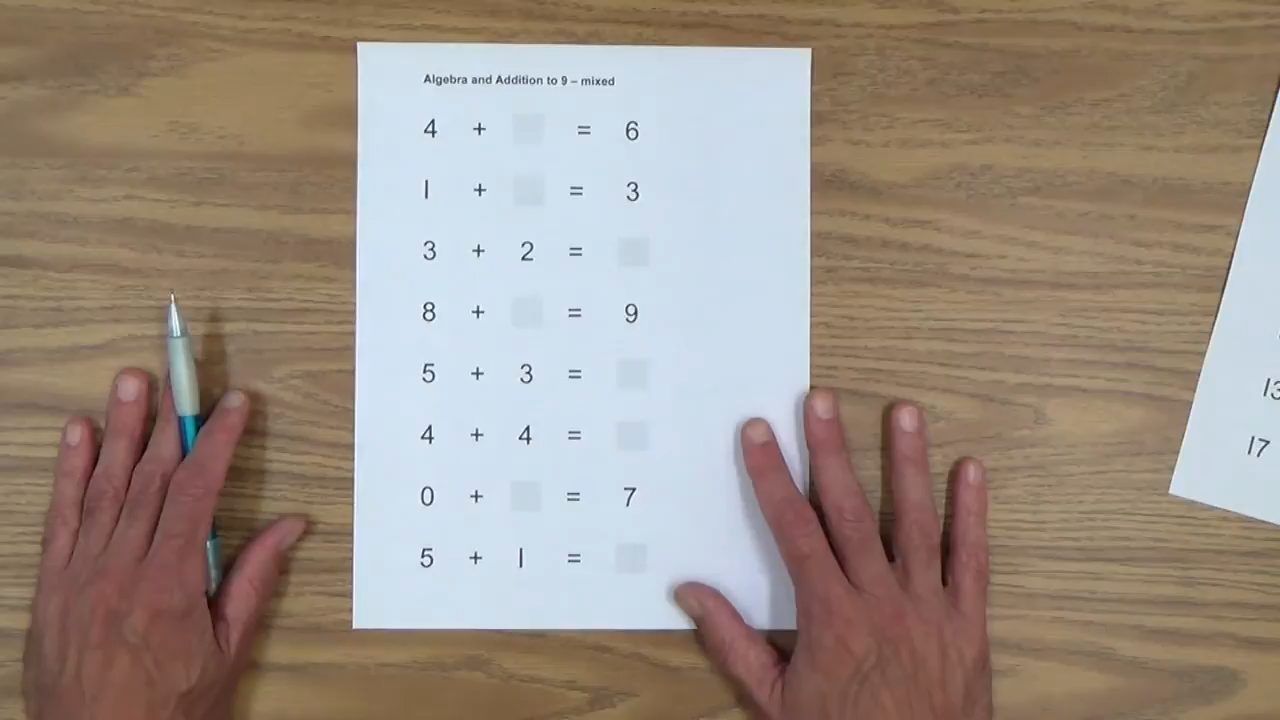 Algebra and Addition to 9 – mixed
4 + = 6
1 + = 3
3 + 2 =
8 + = 9
5 + 3 =
4 + 4 =
0 + = 7
5 + 1 =
13
17